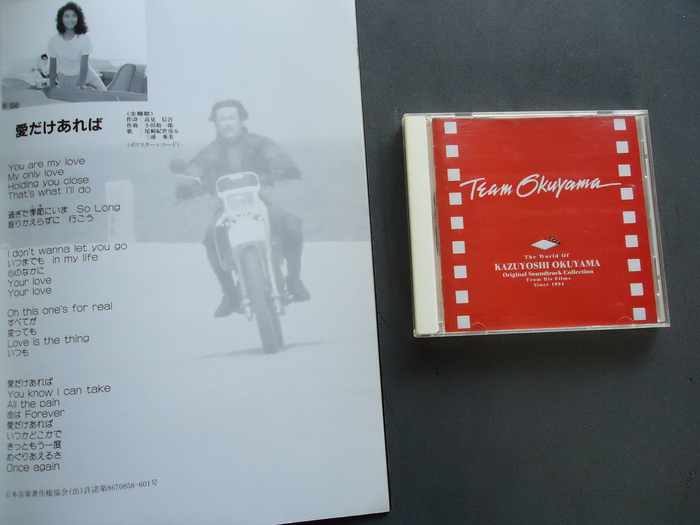 愛だけあれば
〈主題歌〉
作詩：高見 信吾
作曲：小田裕一郎
歌：尾崎紀世彦&
三浦 秀美
(ポリスターレコード)
You are my love
My only love
Holding you close
That's what I'll do
過ぎた季節にいま So Long
振りかえらずに 行こう
I don't wanna let you go
いつまでも in my life
心のなかに
Your love
Your love
Oh this one's for real
すべてが
変っても
Love is the thing
いつも
愛だけあれば
You know i can take
All the pain
命は Forever
愛だけあれば
いつかどこかで
きっともう一度
めぐりあえるさ
Once again
日本音楽著作権協会(出)許諾第8670858-601号
Team Okuyama
The World Of
KAZUYOSHI OKUYAMA
Original Soundtrack Collection
From His Films
Since 1984